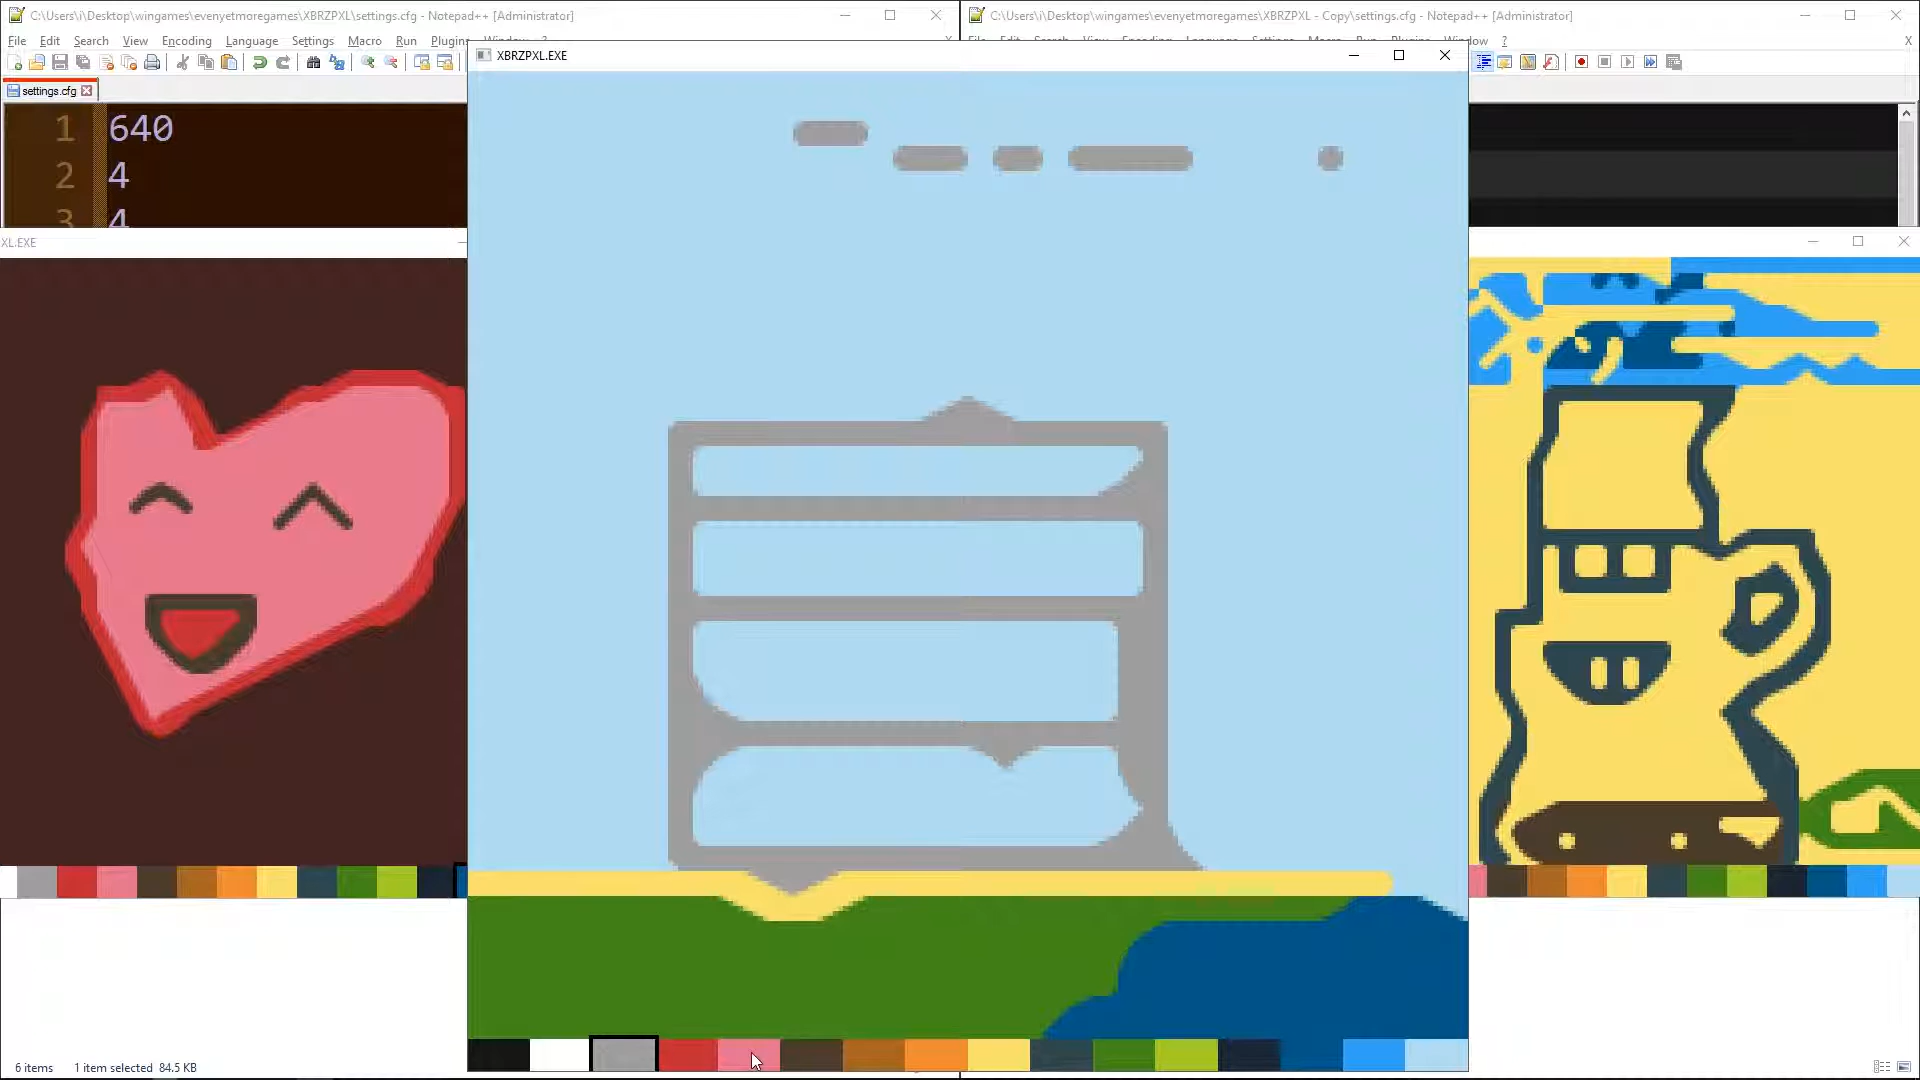 C:\Users\i\Desktop\wingames\evenyetmoregames\XBRZPXL\settings.cfg - Notepad++ [Administrator]
C:\Users\i\Desktop\wingames\evenyetmoregames\XBRZPXL - Copy\settings.cfg - Notepad++ [Administrator]
File Edit Search View Encoding Language Settings Macro Run Plugins
?
X
XBRZPXL.EXE
settings.cfg
1 640
2 4
3 4
XL.EXE
6 items 1 item selected 84.5 KB